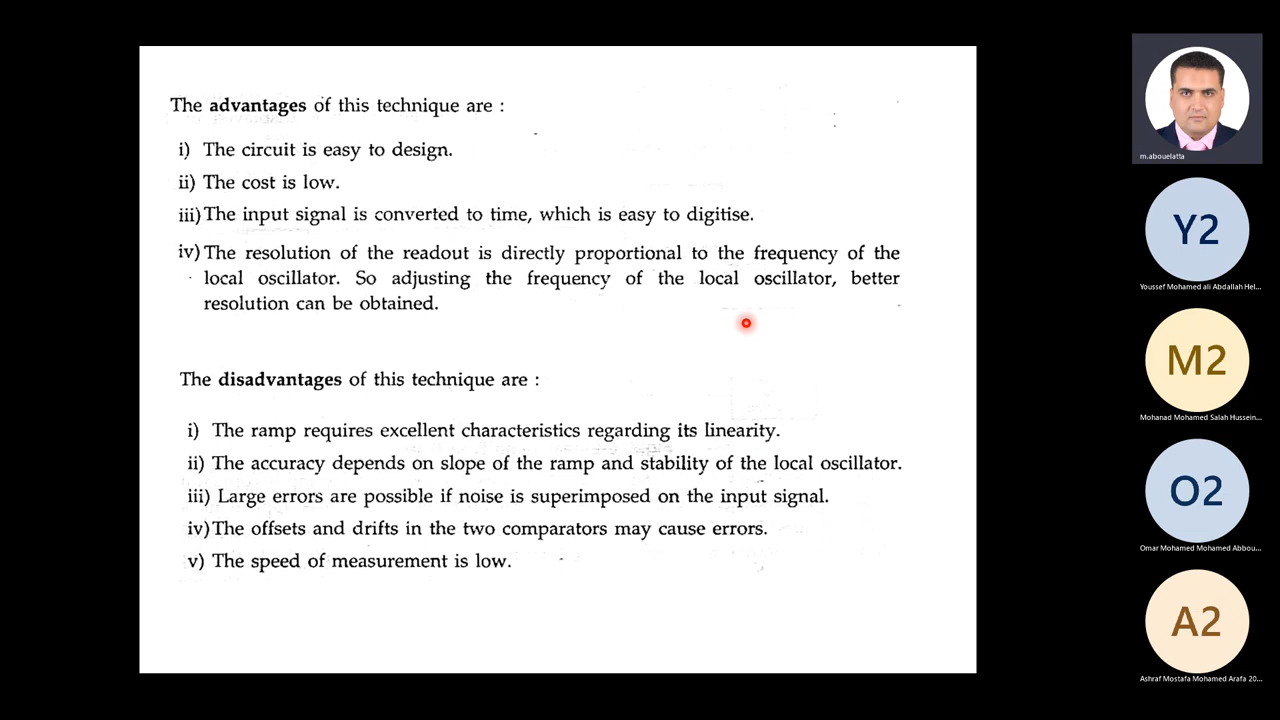 The advantages of this technique are :
i) The circuit is easy to design.
ii) The cost is low.
iii) The input signal is converted to time, which is easy to digitise.
iv) The resolution of the readout is directly proportional to the frequency of the
local oscillator. So adjusting the frequency of the local oscillator, better
resolution can be obtained.
The disadvantages of this technique are :
i) The ramp requires excellent characteristics regarding its linearity.
ii) The accuracy depends on slope of the ramp and stability of the local oscillator.
iii) Large errors are possible if noise is superimposed on the input signal.
iv) The offsets and drifts in the two comparators may cause errors.
v) The speed of measurement is low.
m.abouelatta
Y2
Youssef Mohamed ali Abdallah Hel...
M2
Mohanad Mohamed Salah Hussein...
O2
Omar Mohamed Mohamed Abbou...
A2
Ashraf Mostafa Mohamed Arafa 20...